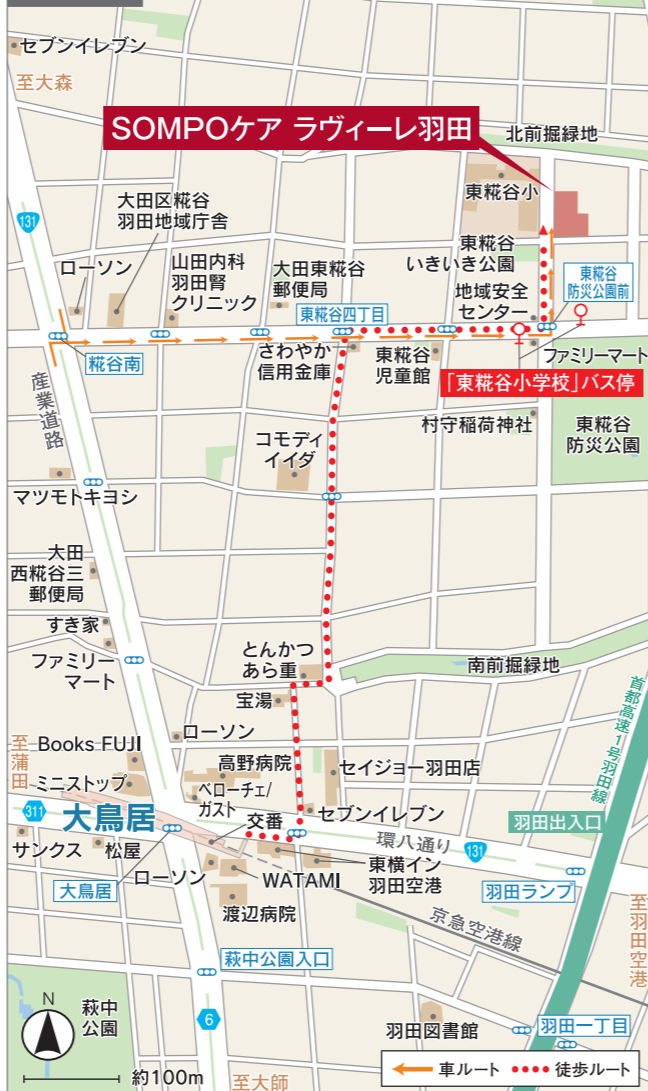 セブンイレブン
至大森
SOMPOケア ラヴィーレ羽田
北前掘緑地
東糀谷小
大田区糀谷
羽田地域庁舎
131
ローソン
山田内科
羽田腎
クリニック
大田東糀谷
郵便局
東糀谷
いきいき公園
地域安全
センター
東糀谷
防災公園前
東糀谷四丁目
糀谷南
さわやか
信用金庫
東糀谷
児童館
ファミリーマート
「東糀谷小学校」バス停
産業道路
村守稲荷神社
東糀谷
防災公園
コモディ
イイダ
マツモトキヨシ
大田
西糀谷三
郵便局
すき家
ファミリー
マート
とんかつ
あら重
南前掘緑地
宝湯
首都高速1号羽田線
至蒲田
Books FUJI
ローソン
高野病院
セイジョー羽田店
ミニストップ
ベローチェ/
ガスト
セブンイレブン
羽田出入口
311
大鳥居
交番
環八通り
131
サンクス
松屋
ローソン
WATAMI
東横イン
羽田空港
大鳥居
羽田ランプ
渡辺病院
京急空港線
至羽田空港
萩中公園入口
N
萩中
公園
6
羽田図書館
羽田一丁目
約100m
至大師
車ルート
徒歩ルート